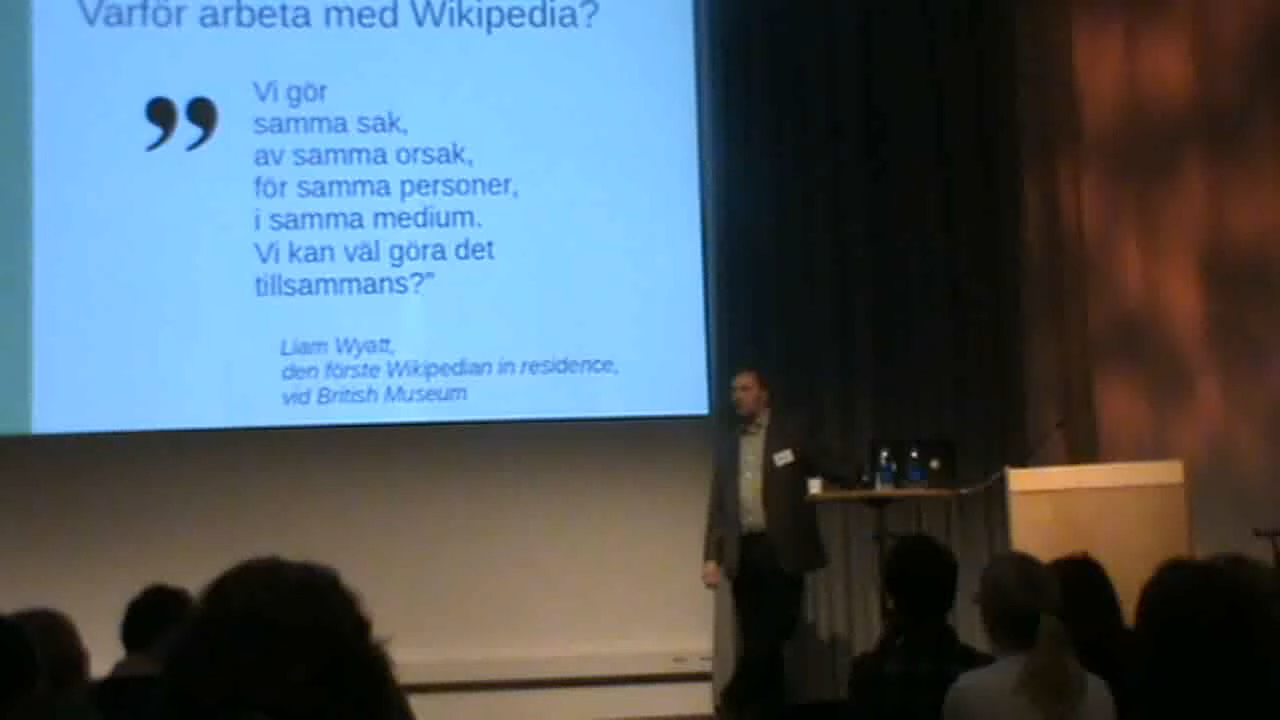 Varför arbeta med Wikipedia?
”
Vi gör
samma sak,
av samma orsak,
för samma personer,
i samma medium.
Vi kan väl göra det
tillsammans?”
Liam Wyatt,
den förste Wikipedian in residence,
vid British Museum